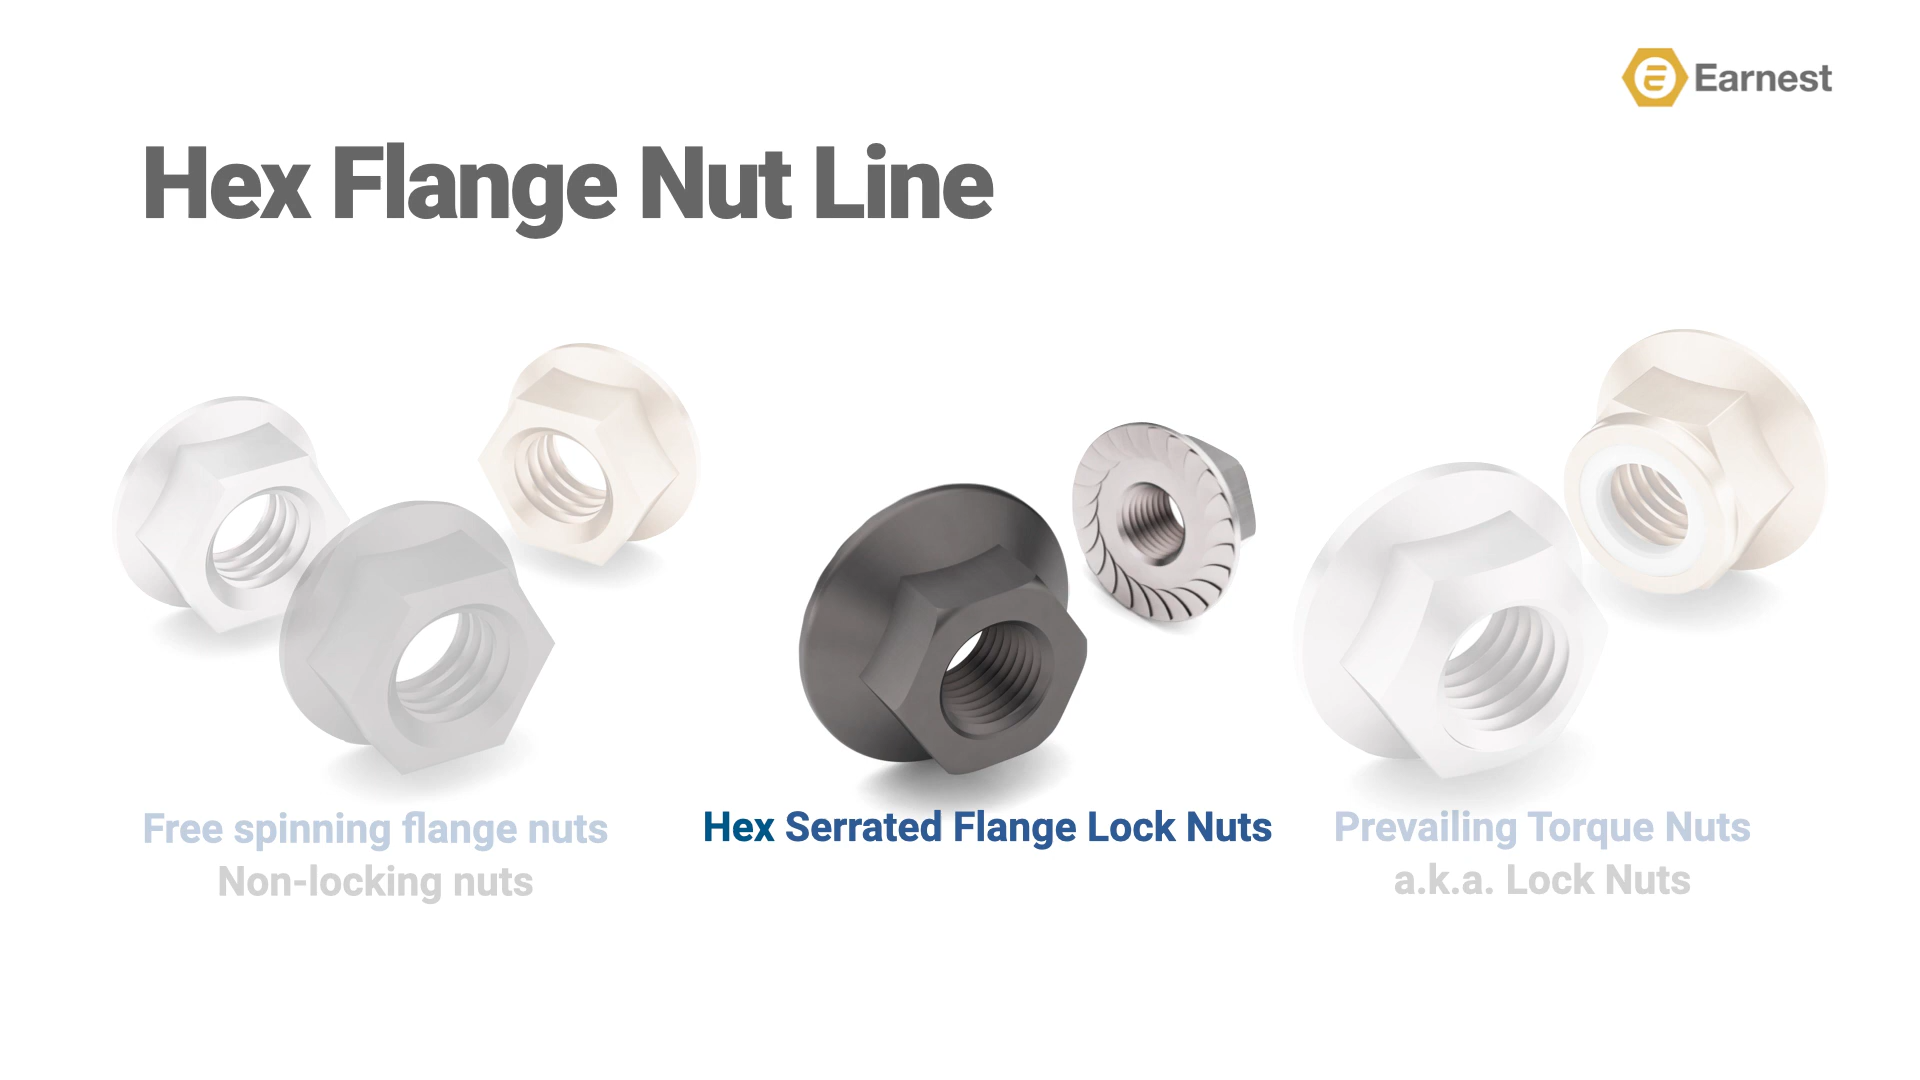 Earnest
Hex Flange Nut Line
Free spinning flange nuts
Non-locking nuts
Hex Serrated Flange Lock Nuts
Prevailing Torque Nuts
a.k.a. Lock Nuts